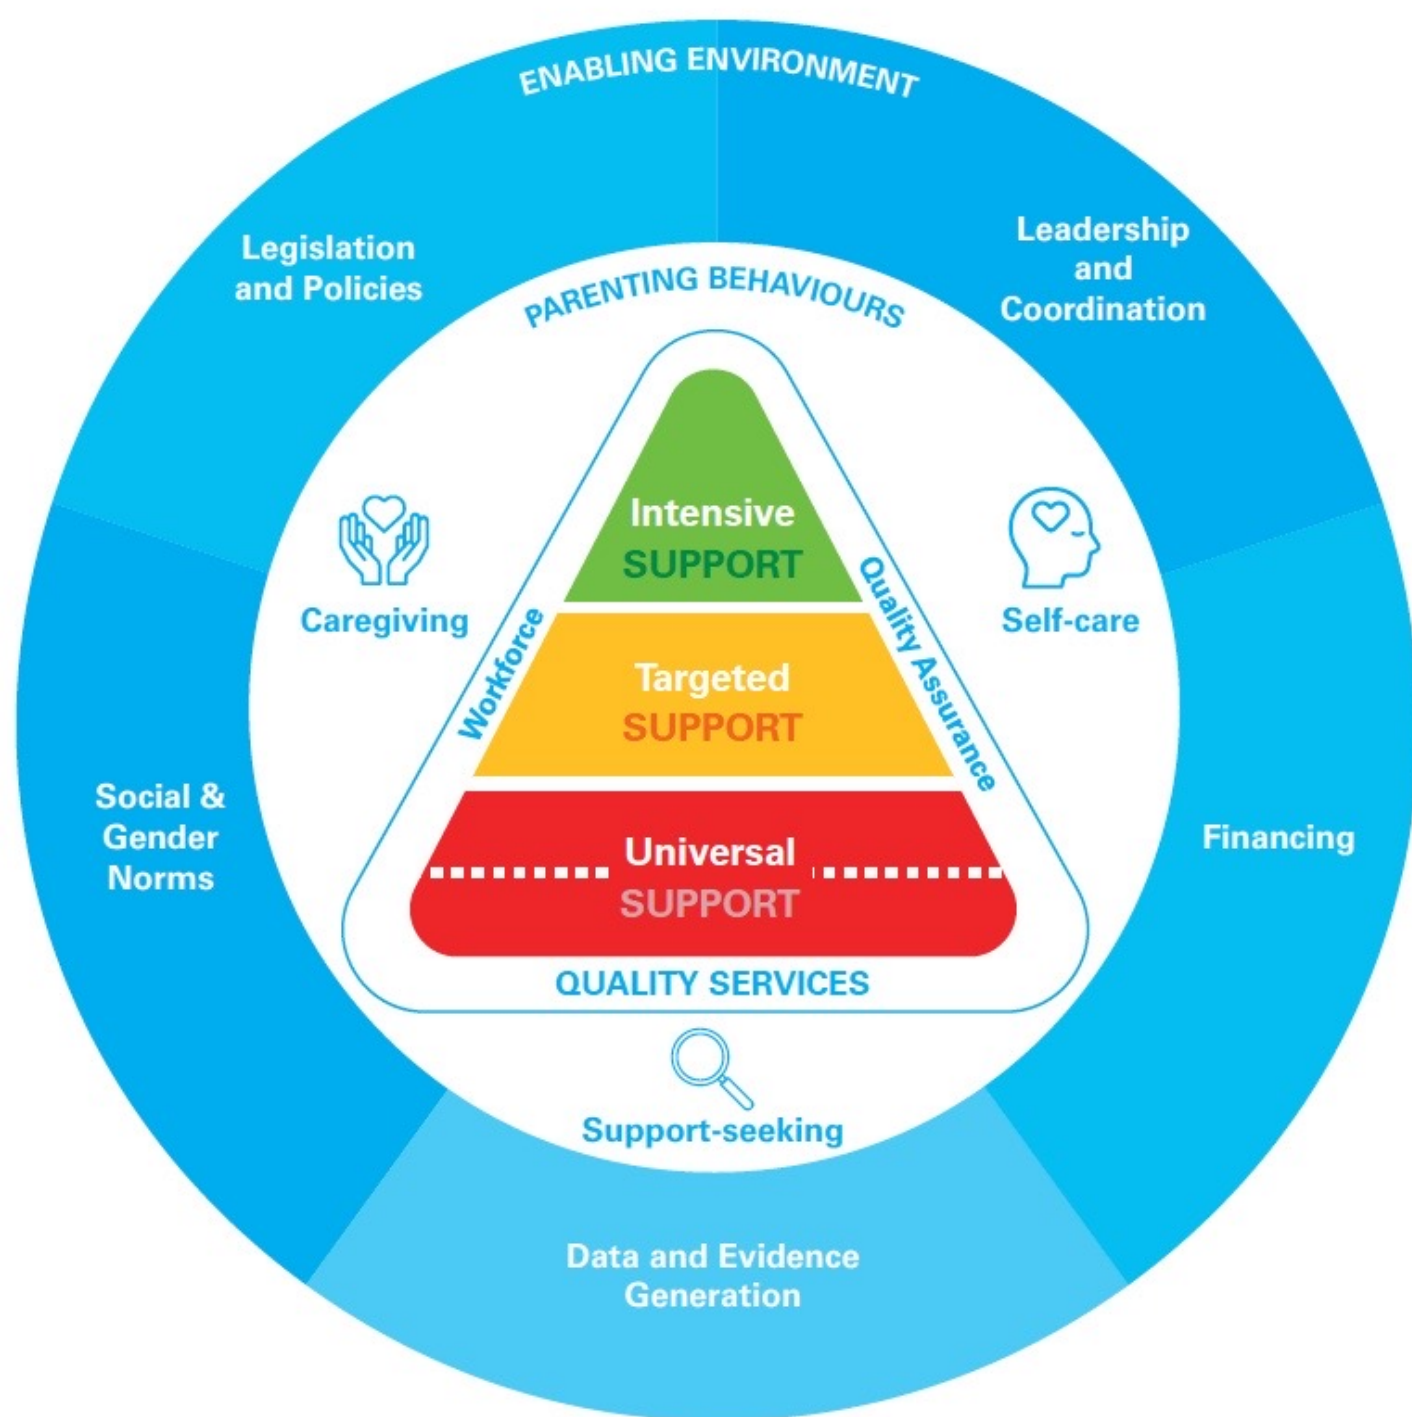 ENABLING ENVIRONMENT
Legislation
and Policies
Leadership
and
Coordination
PARENTING BEHAVIOURS
Caregiving
Self-care
Intensive
SUPPORT
Workforce
Quality Assurance
Targeted
SUPPORT
Social &
Gender
Norms
Financing
Universal
SUPPORT
QUALITY SERVICES
Support-seeking
Data and Evidence
Generation